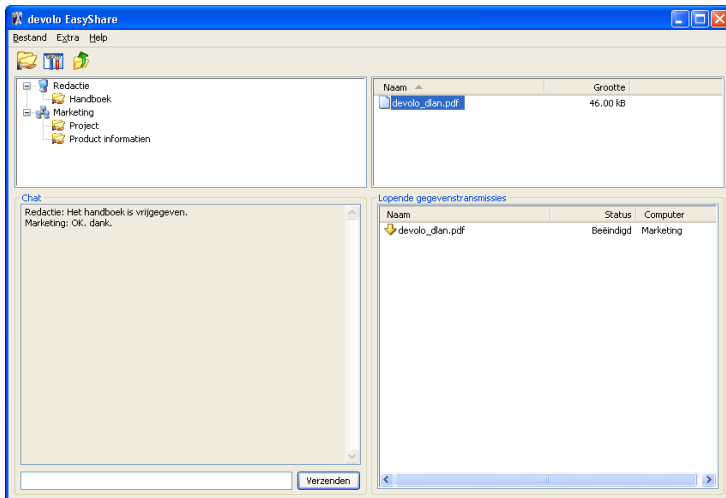 devolo EasyShare
Bestand Extra Help
Redactie
Handboek
Marketing
Project
Product informatien
Naam Grootte
devolo_dlan.pdf 46.00 kB
Chat
Redactie: Het handboek is vrijgegeven.
Marketing: OK. dank.
Verzenden
Lopende gegevenstransmissies
Naam Status Computer
devolo_dlan.pdf Beëindigd Marketing